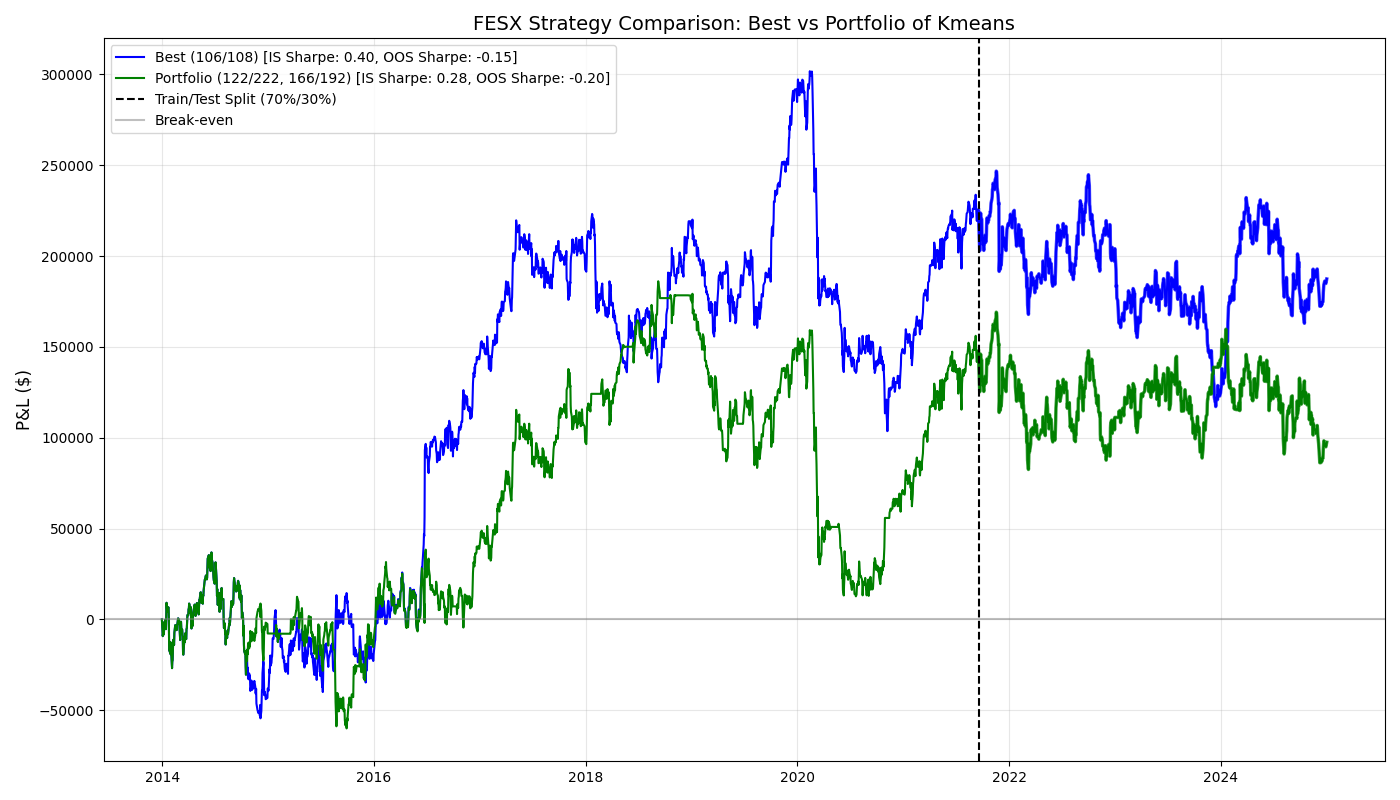 FESX Strategy Comparison: Best vs Portfolio of Kmeans
Best (106/108) [IS Sharpe: 0.40, OOS Sharpe: -0.15]
Portfolio (122/222, 166/192) [IS Sharpe: 0.28, OOS Sharpe: -0.20]
Train/Test Split (70%/30%)
Break-even
P&L ($)
300000
250000
200000
150000
100000
50000
0
−50000
2014
2016
2018
2020
2022
2024